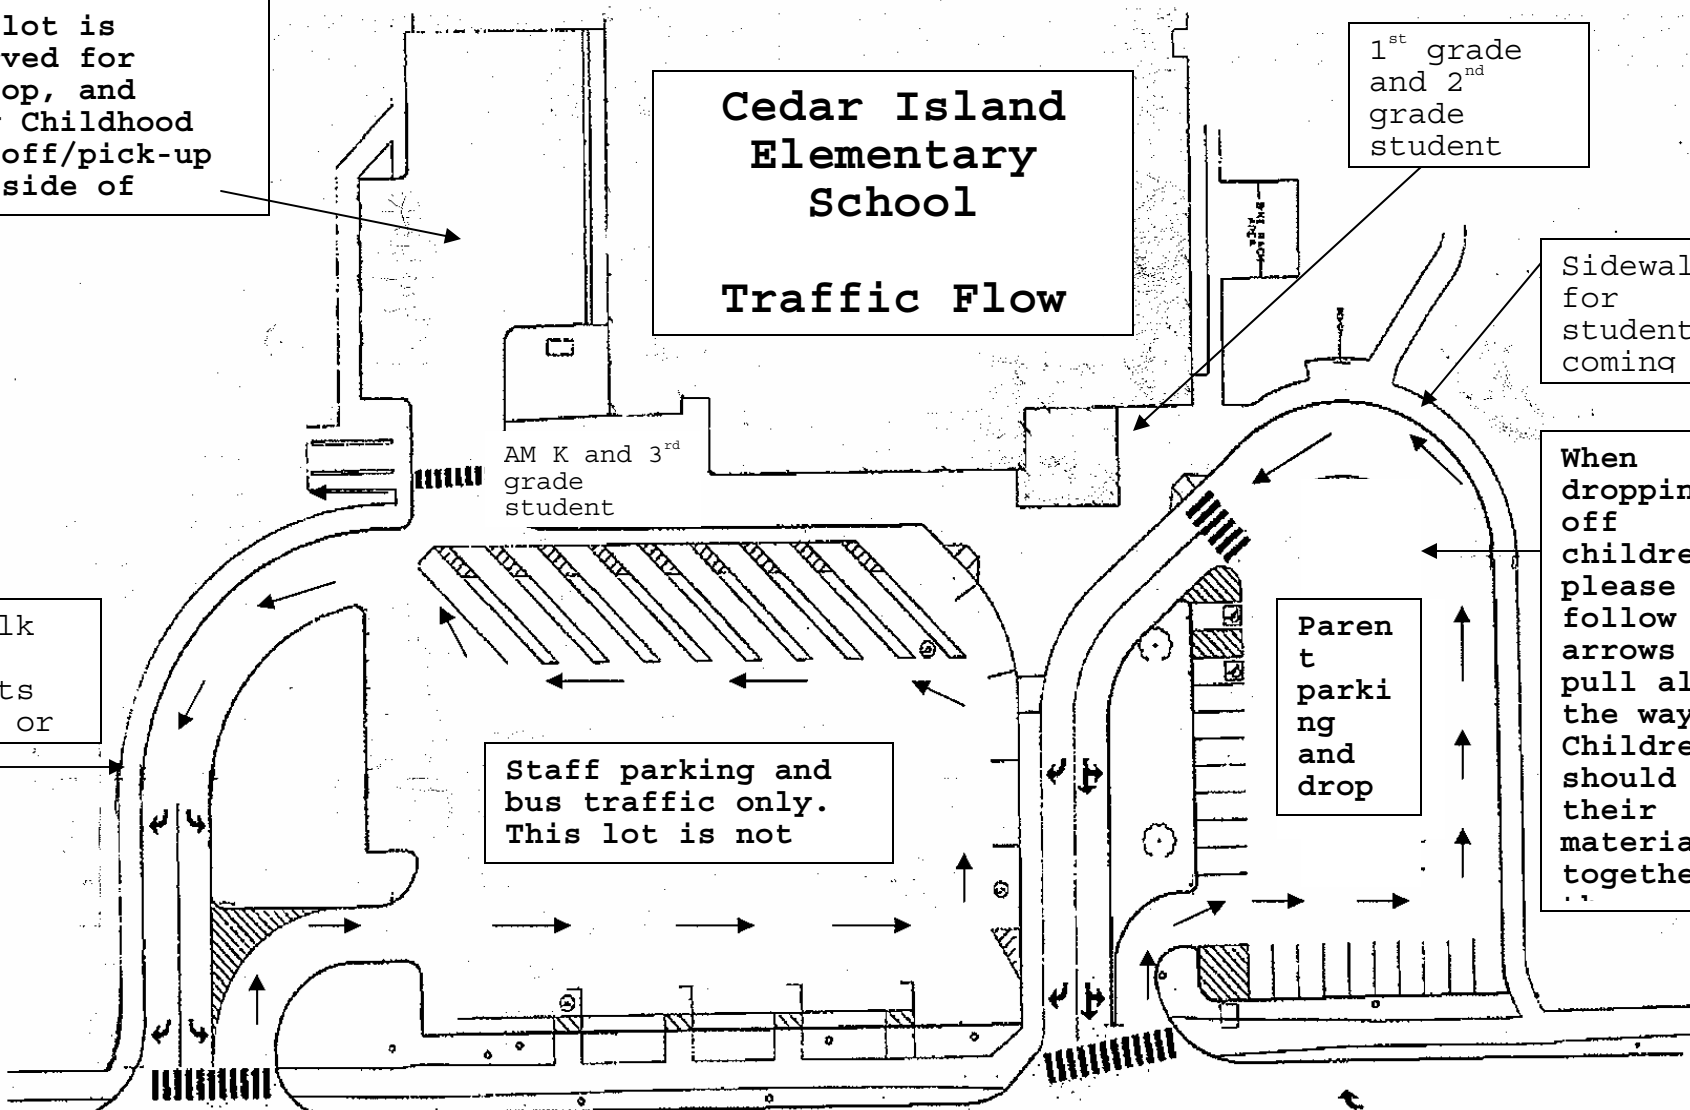 lot is
ved for
op, and
Childhood
off/pick-up
side of
Cedar Island
Elementary
School
Traffic Flow
1st grade
and 2nd
grade
student
BIKE RACK
AREA
Sidewal
for
student
coming
AM K and 3rd
grade
student
When
droppin
off
childre
please
follow
arrows
pull al
the way
Childre
should
their
materia
togethe
lk
ts
or
Paren
t
parki
ng
and
drop
Staff parking and
bus traffic only.
This lot is not